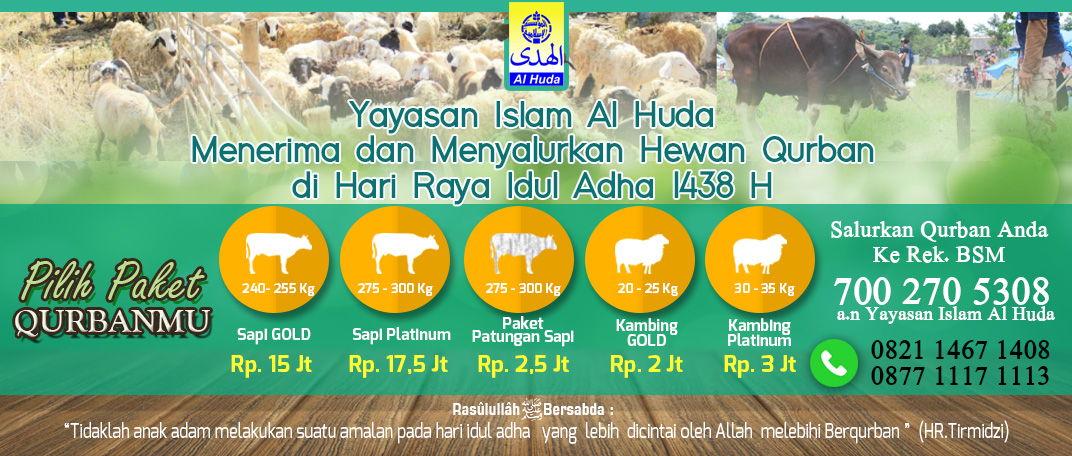 المؤسسة الإسلامية
الهدى
Al Huda
Yayasan Islam Al Huda
Menerima dan Menyalurkan Hewan Qurban
di Hari Raya Idul Adha 1438 H
Pilih Paket
QURBANMU
240- 255 Kg
Sapi GOLD
Rp. 15 Jt
275 - 300 Kg
Sapi Platinum
Rp. 17,5 Jt
275 - 300 Kg
Paket
Patungan Sapi
Rp. 2,5 Jt
20 - 25 Kg
Kambing
GOLD
Rp. 2 Jt
30 - 35 Kg
Kambing
Platinum
Rp. 3 Jt
Salurkan Qurban Anda
Ke Rek. BSM
700 270 5308
a.n Yayasan Islam Al Huda
0821 1467 1408
0877 1117 1113
Rasûlullâh ﷺ Bersabda :
“Tidaklah anak adam melakukan suatu amalan pada hari idul adha yang lebih dicintai oleh Allah melebihi Berqurban ” (HR.Tirmidzi)